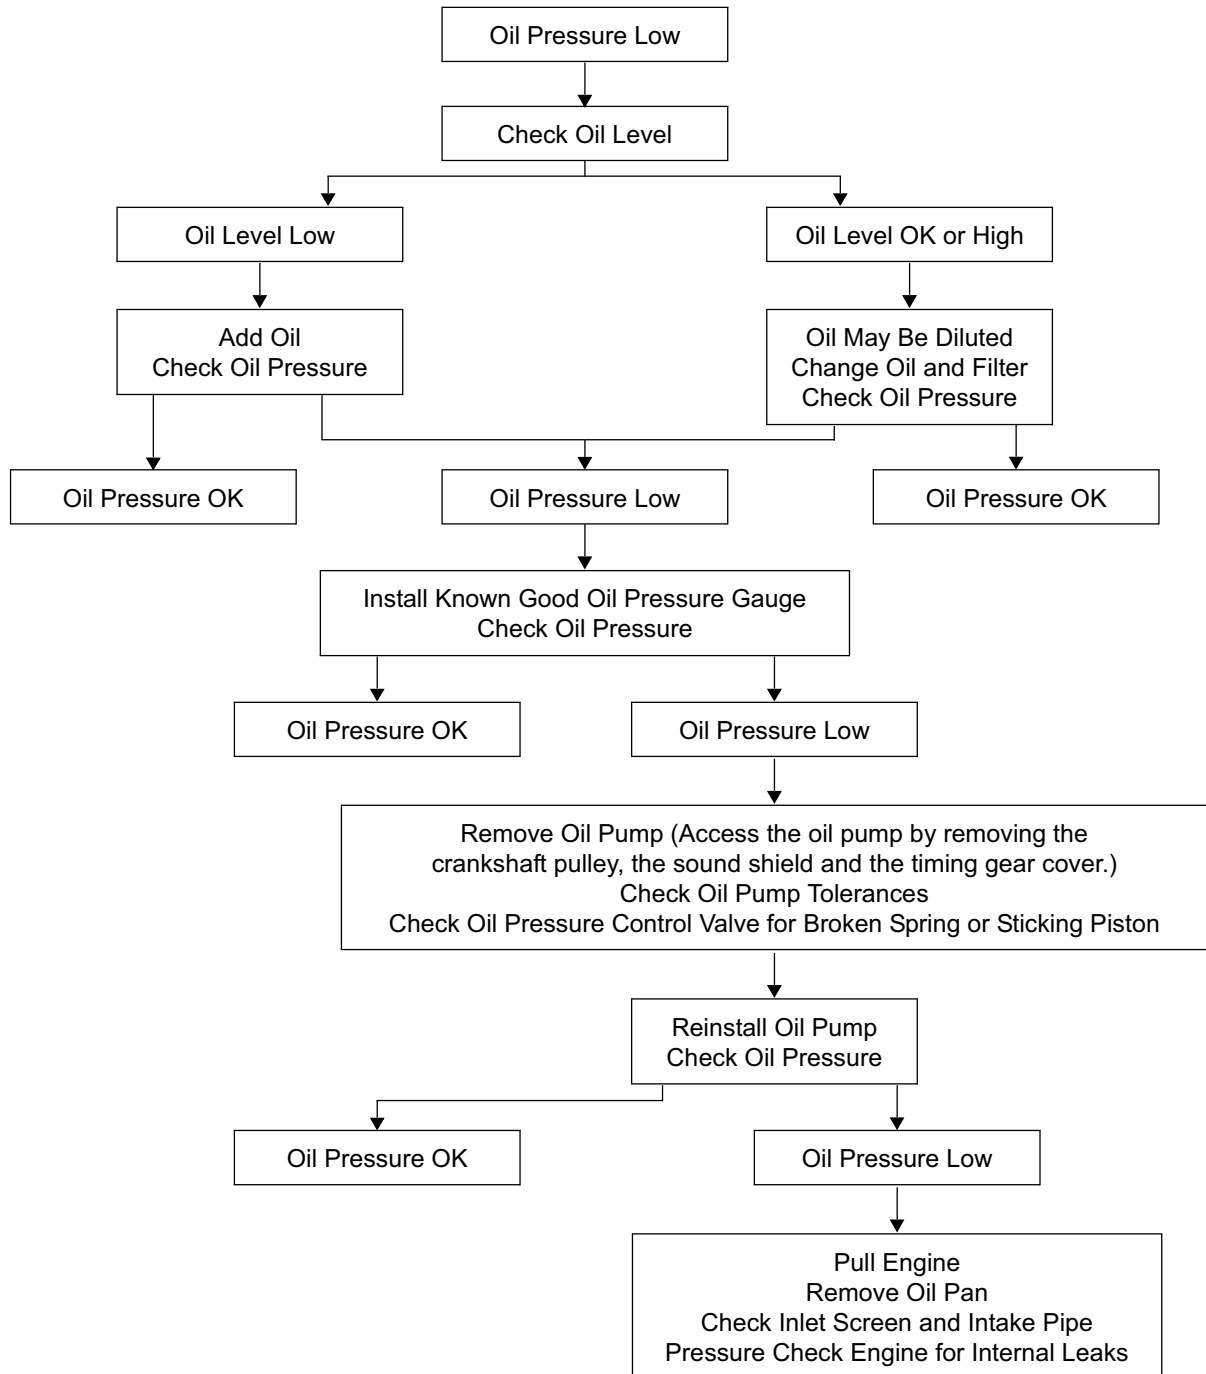 Oil Pressure Low
Check Oil Level
Oil Level Low
Oil Level OK or High
Add Oil
Check Oil Pressure
Oil May Be Diluted
Change Oil and Filter
Check Oil Pressure
Oil Pressure OK
Oil Pressure Low
Oil Pressure OK
Install Known Good Oil Pressure Gauge
Check Oil Pressure
Oil Pressure OK
Oil Pressure Low
Remove Oil Pump (Access the oil pump by removing the
crankshaft pulley, the sound shield and the timing gear cover.)
Check Oil Pump Tolerances
Check Oil Pressure Control Valve for Broken Spring or Sticking Piston
Reinstall Oil Pump
Check Oil Pressure
Oil Pressure OK
Oil Pressure Low
Pull Engine
Remove Oil Pan
Check Inlet Screen and Intake Pipe
Pressure Check Engine for Internal Leaks